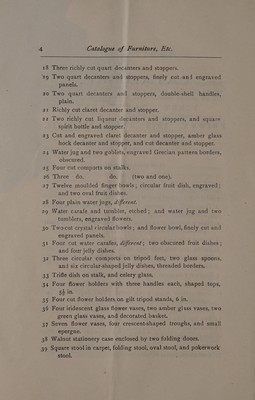 4 Catalogue of Furniture, Etc.
18 Three richly cut quart decanters and stoppers.
19 Two quart decanters and stoppers, finely cut and engraved
panels.
20 Two quart decanters and stoppers, double-shell handles,
plain.
21 Richly cut claret decanter and stopper.
22 Two richly cut liqueur decanters and stoppers, and square
spirit bottle and stopper.
23 Cut and engraved claret decanter and stopper, amber glass
hock decanter and stopper, and cut decanter and stopper.
24 Water jug and two goblets, engraved Grecian pattern borders,
obscured.
25 Four cut comports on stalks.
26 Three do. do. (two and one).
27 Twelve moulded finger bowls; circular fruit dish, engraved;
and two oval fruit dishes.
28 Four plain water jugs, different.
29 Water carafe and tumbler, etched; and water jug and two
tumblers, engraved flowers.
30 Two cut crystal circular bowls; and flower bowl, finely cut and
engraved panels.
31 Four cut water carafes, different; two obscured fruit dishes;
and four jelly dishes.
32 Three circular comports on tripod feet, two glass spoons,
and six circular-shaped jelly dishes, threaded borders.
33 Trifle dish on stalk, and celery glass.
34 Four flower holders with three handles each, shaped tops,
5½ in.
35 Four cut flower holders on gilt tripod stands, 6 in.
36 Four iridescent glass flower vases, two amber glass vases, two
green glass vases, and decorated basket.
37 Seven flower vases, four crescent-shaped troughs, and small
epergne.
38 Walnut stationery case enclosed by two folding doors.
39 Square stool in carpet, folding stool, oval stool, and pokerwork
stool.